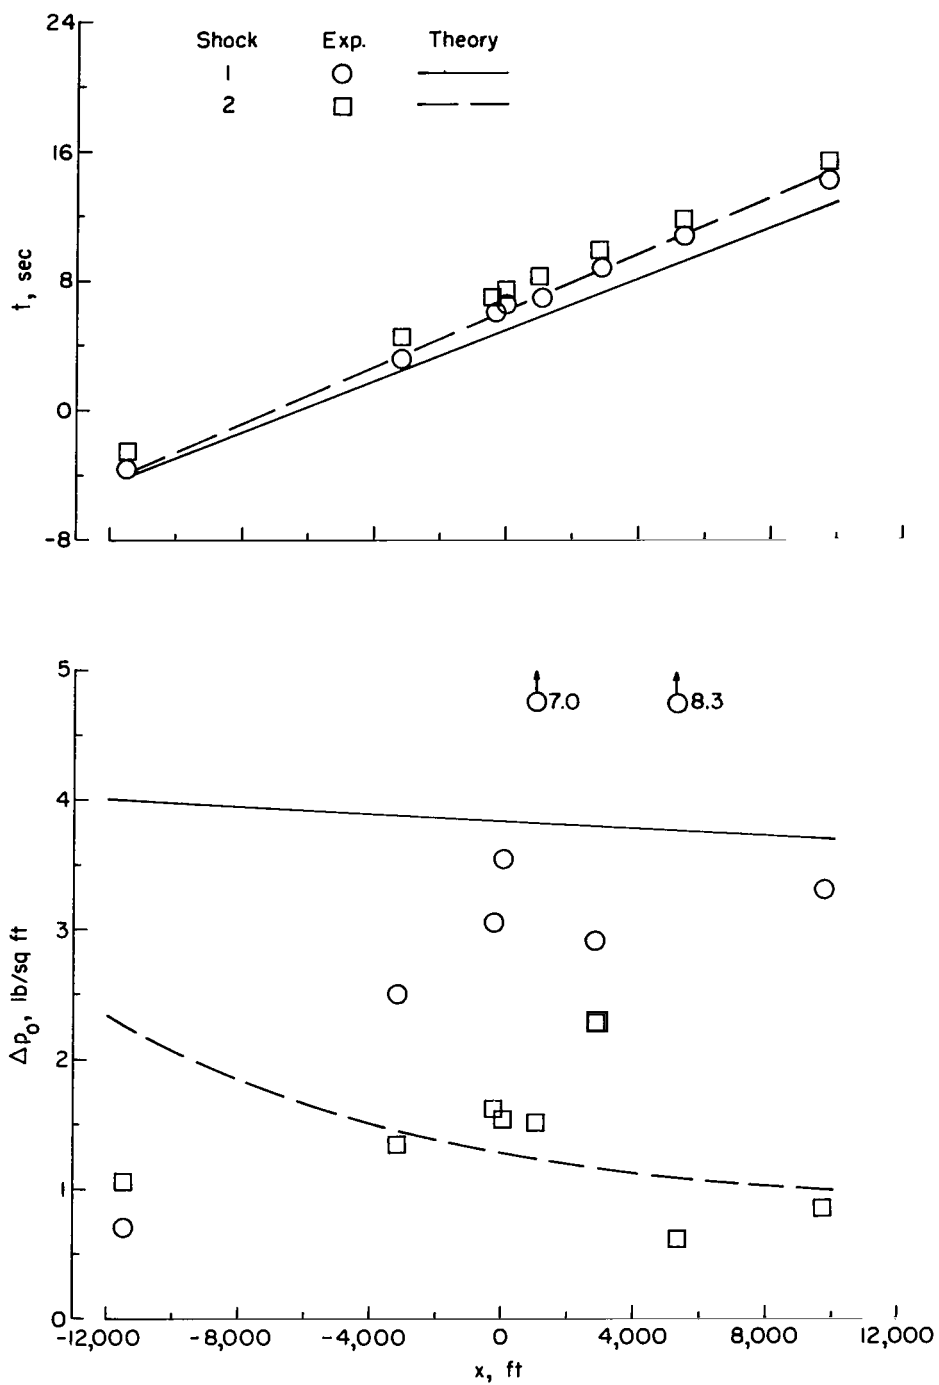 24
Shock Exp. Theory
1
2
16
8
0
-8
t, sec
5
7.0 8.3
4
3
2
1
0
Δp₀, lb/sq ft
-12,000 -8,000 -4,000 0 4,000 8,000 12,000
x, ft